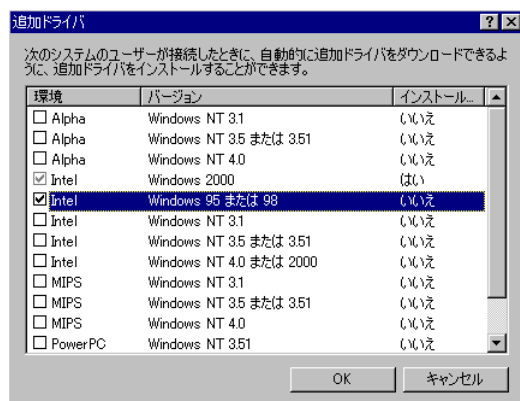 追加ドライバ
次のシステムのユーザーが接続したときに、自動的に追加ドライバをダウンロードできるよ
うに、追加ドライバをインストールすることができます。
環境 バージョン インストール...
Alpha Windows NT 3.1 いいえ
Alpha Windows NT 3.5 または 3.51 いいえ
Alpha Windows NT 4.0 いいえ
Intel Windows 2000 はい
Intel Windows 95 または 98 いいえ
Intel Windows NT 3.1 いいえ
Intel Windows NT 3.5 または 3.51 いいえ
Intel Windows NT 4.0 または 2000 いいえ
MIPS Windows NT 3.1 いいえ
MIPS Windows NT 3.5 または 3.51 いいえ
MIPS Windows NT 4.0 いいえ
PowerPC Windows NT 3.51 いいえ
OK キャンセル